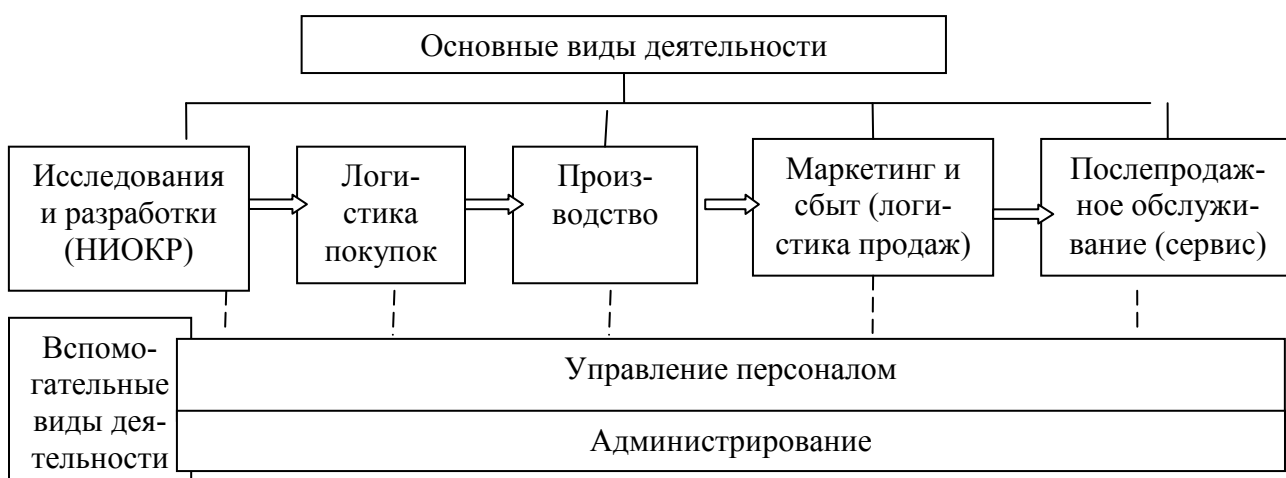 Основные виды деятельности
Исследования
и разработки
(НИОКР)
Логи-
стика
покупок
Произ-
водство
Маркетинг и
сбыт (логи-
стика продаж)
Послепродаж-
ное обслужи-
вание (сервис)
Вспомо-
гательные
виды дея-
тельности
Управление персоналом
Администрирование